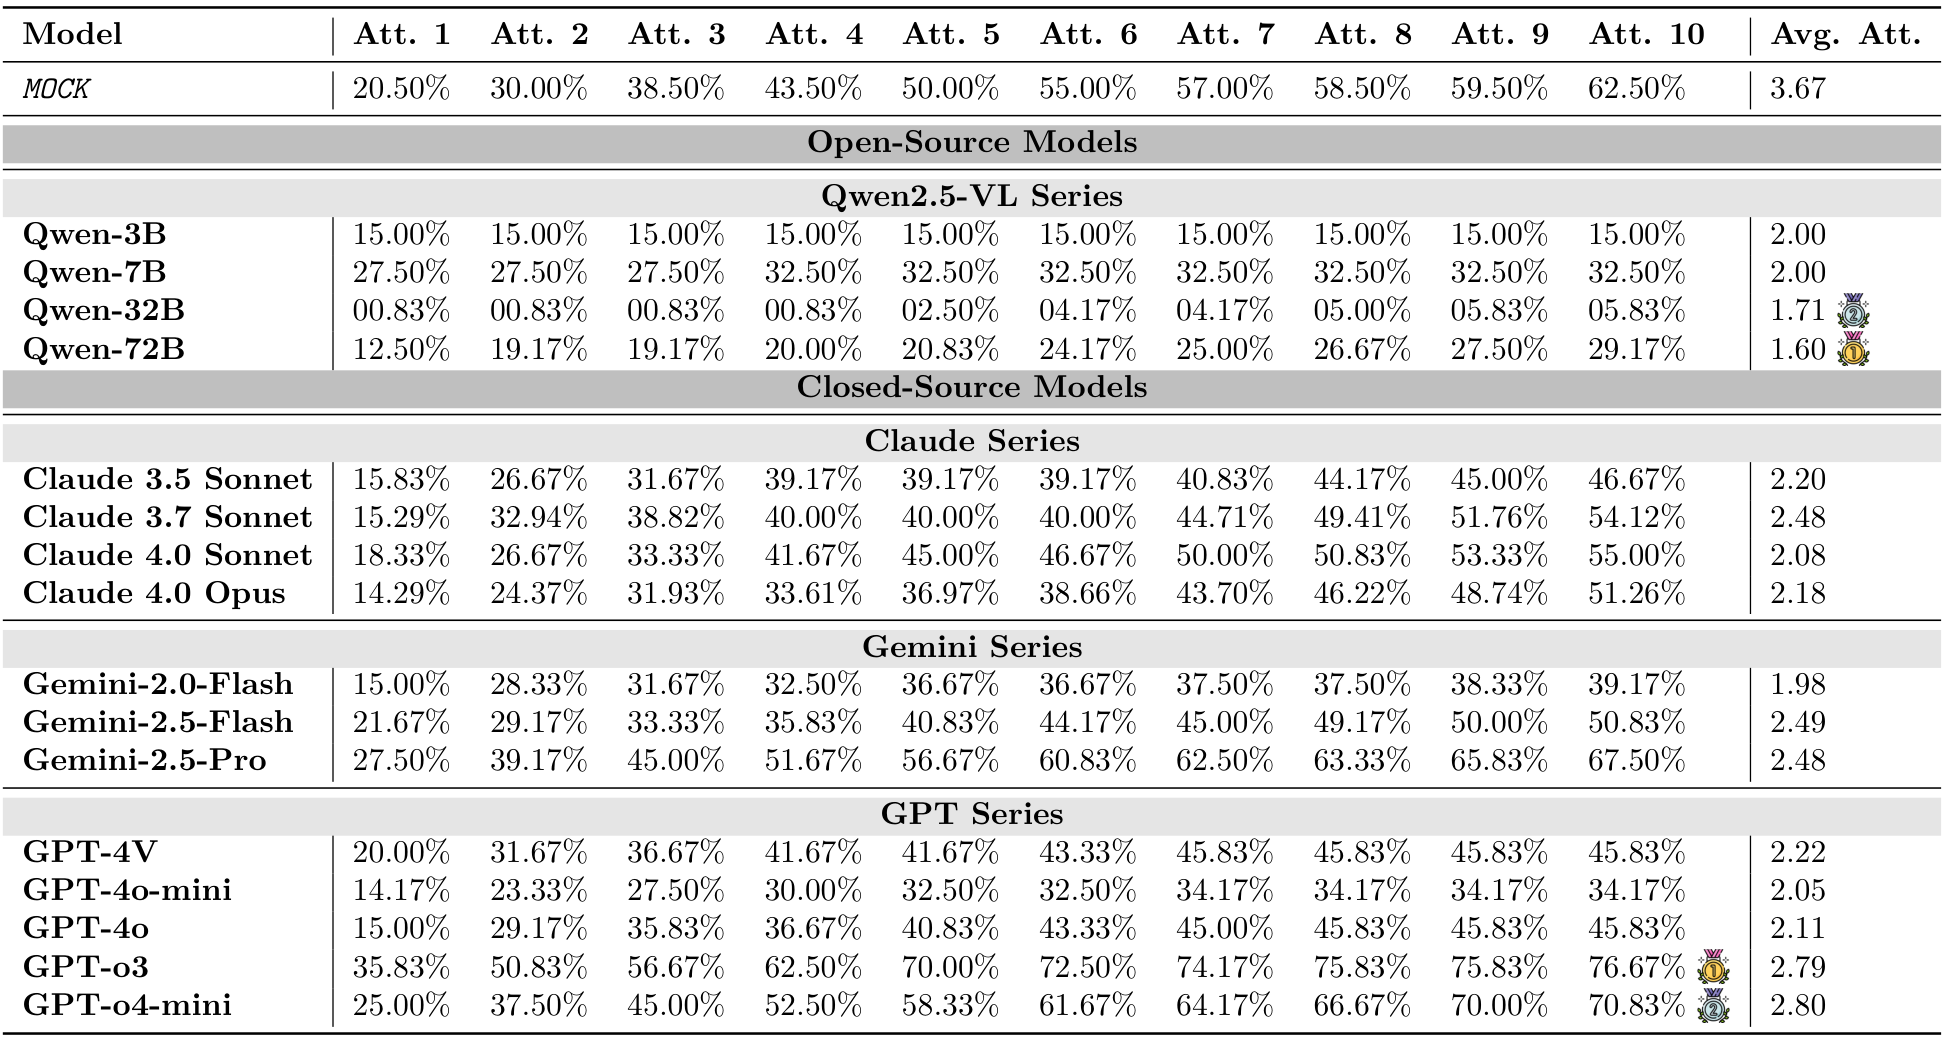 Model Att. 1 Att. 2 Att. 3 Att. 4 Att. 5 Att. 6 Att. 7 Att. 8 Att. 9 Att. 10 Avg. Att.
MOCK 20.50% 30.00% 38.50% 43.50% 50.00% 55.00% 57.00% 58.50% 59.50% 62.50% 3.67
Open-Source Models
Qwen2.5-VL Series
Qwen-3B 15.00% 15.00% 15.00% 15.00% 15.00% 15.00% 15.00% 15.00% 15.00% 15.00% 2.00
Qwen-7B 27.50% 27.50% 27.50% 32.50% 32.50% 32.50% 32.50% 32.50% 32.50% 32.50% 2.00
Qwen-32B 00.83% 00.83% 00.83% 00.83% 02.50% 04.17% 04.17% 05.00% 05.83% 05.83% 1.71 2
Qwen-72B 12.50% 19.17% 19.17% 20.00% 20.83% 24.17% 25.00% 26.67% 27.50% 29.17% 1.60 1
Closed-Source Models
Claude Series
Claude 3.5 Sonnet 15.83% 26.67% 31.67% 39.17% 39.17% 39.17% 40.83% 44.17% 45.00% 46.67% 2.20
Claude 3.7 Sonnet 15.29% 32.94% 38.82% 40.00% 40.00% 40.00% 44.71% 49.41% 51.76% 54.12% 2.48
Claude 4.0 Sonnet 18.33% 26.67% 33.33% 41.67% 45.00% 46.67% 50.00% 50.83% 53.33% 55.00% 2.08
Claude 4.0 Opus 14.29% 24.37% 31.93% 33.61% 36.97% 38.66% 43.70% 46.22% 48.74% 51.26% 2.18
Gemini Series
Gemini-2.0-Flash 15.00% 28.33% 31.67% 32.50% 36.67% 36.67% 37.50% 37.50% 38.33% 39.17% 1.98
Gemini-2.5-Flash 21.67% 29.17% 33.33% 35.83% 40.83% 44.17% 45.00% 49.17% 50.00% 50.83% 2.49
Gemini-2.5-Pro 27.50% 39.17% 45.00% 51.67% 56.67% 60.83% 62.50% 63.33% 65.83% 67.50% 2.48
GPT Series
GPT-4V 20.00% 31.67% 36.67% 41.67% 41.67% 43.33% 45.83% 45.83% 45.83% 45.83% 2.22
GPT-4o-mini 14.17% 23.33% 27.50% 30.00% 32.50% 32.50% 34.17% 34.17% 34.17% 34.17% 2.05
GPT-4o 15.00% 29.17% 35.83% 36.67% 40.83% 43.33% 45.00% 45.83% 45.83% 45.83% 2.11
GPT-o3 35.83% 50.83% 56.67% 62.50% 70.00% 72.50% 74.17% 75.83% 75.83% 76.67% 1 2.79
GPT-o4-mini 25.00% 37.50% 45.00% 52.50% 58.33% 61.67% 64.17% 66.67% 70.00% 70.83% 2 2.80